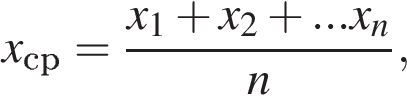 x_ср = (x_1 + x_2 + ...x_n) / n,